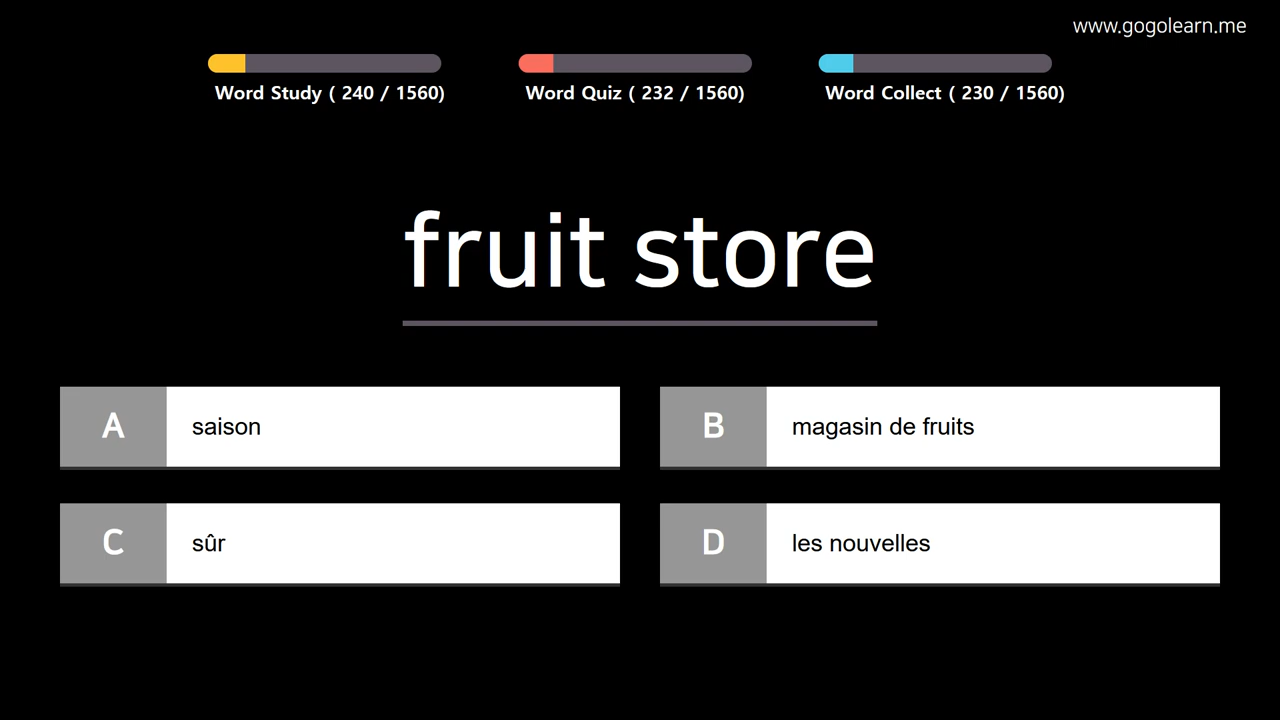 www.gogolearn.me
Word Study ( 240 / 1560)
Word Quiz ( 232 / 1560)
Word Collect ( 230 / 1560)
fruit store
A saison
B magasin de fruits
C sûr
D les nouvelles